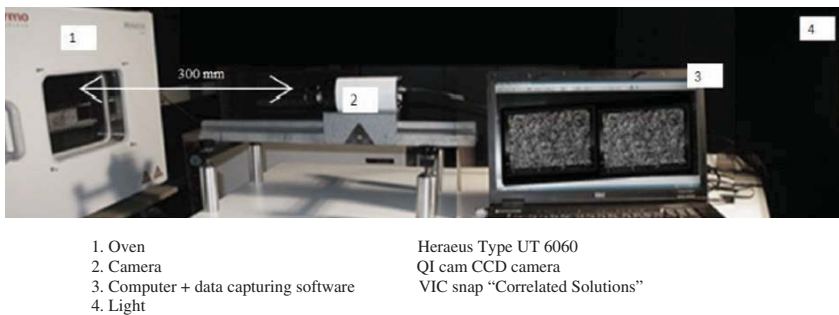 1
4
300 mm
3
2
1. Oven Heraeus Type UT 6060
2. Camera QI cam CCD camera
3. Computer + data capturing software VIC snap “Correlated Solutions”
4. Light